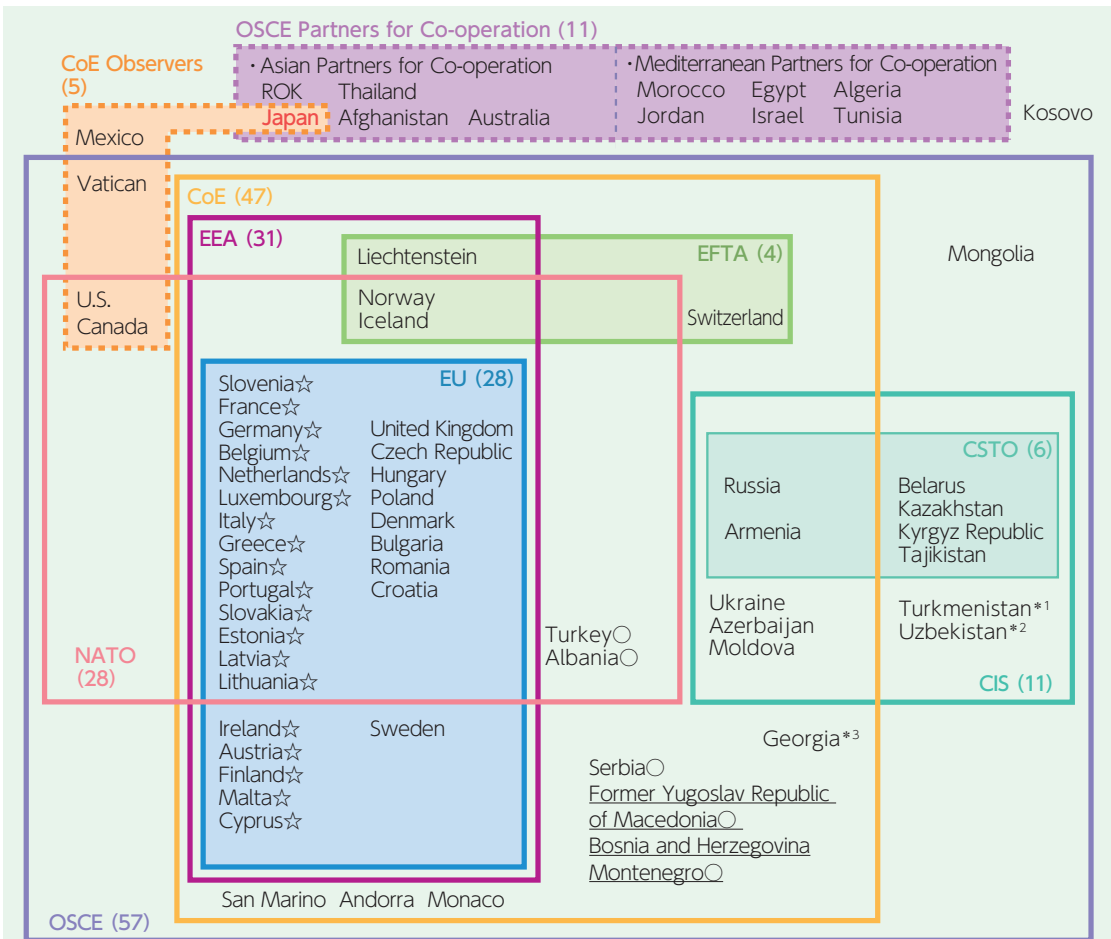 OSCE Partners for Co-operation (11)
CoE Observers
(5)
・Asian Partners for Co-operation
ROK Thailand
Japan Afghanistan Australia
・Mediterranean Partners for Co-operation
Morocco Egypt Algeria
Jordan Israel Tunisia
Kosovo
Mexico
Vatican
U.S.
Canada
CoE (47)
EEA (31)
EFTA (4)
Liechtenstein
Norway
Iceland
Switzerland
Mongolia
EU (28)
Slovenia☆
France☆
Germany☆
Belgium☆
Netherlands☆
Luxembourg☆
Italy☆
Greece☆
Spain☆
Portugal☆
Slovakia☆
Estonia☆
Latvia☆
Lithuania☆
United Kingdom
Czech Republic
Hungary
Poland
Denmark
Bulgaria
Romania
Croatia
Ireland☆
Austria☆
Finland☆
Malta☆
Cyprus☆
Sweden
NATO
(28)
Turkey○
Albania○
CSTO (6)
Russia
Armenia
Belarus
Kazakhstan
Kyrgyz Republic
Tajikistan
Ukraine
Azerbaijan
Moldova
Turkmenistan*1
Uzbekistan*2
CIS (11)
Georgia*3
Serbia○
Former Yugoslav Republic
of Macedonia○
Bosnia and Herzegovina
Montenegro○
San Marino Andorra Monaco
OSCE (57)